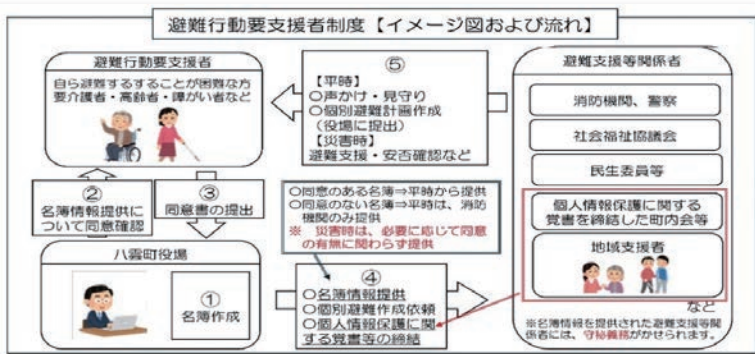 避難行動要支援者制度【イメージ図および流れ】
避難行動要支援者
自ら避難するすることが困難な方
要介護者・高齢者・障がい者など
⑤
【平時】
○声かけ・見守り
○個別避難計画作成
(役場に提出)
【災害時】
避難支援・安否確認など
避難支援等関係者
消防機関、警察
社会福祉協議会
民生委員等
個人情報保護に関する
覚書を締結した町内会等
地域支援者
など
※名簿情報を提供された避難支援等関
係者には、守秘義務がかせられます。
②
名簿情報提供に
ついて同意確認
③
同意書の提出
○同意のある名簿⇒平時から提供
○同意のない名簿⇒平時は、消防
機関のみ提供
※ 災害時は、必要に応じて同意
の有無に関わらず提供
八雲町役場
①
名簿作成
④
○名簿情報提供
○個別避難作成依頼
○個人情報保護に関
する覚書等の締結